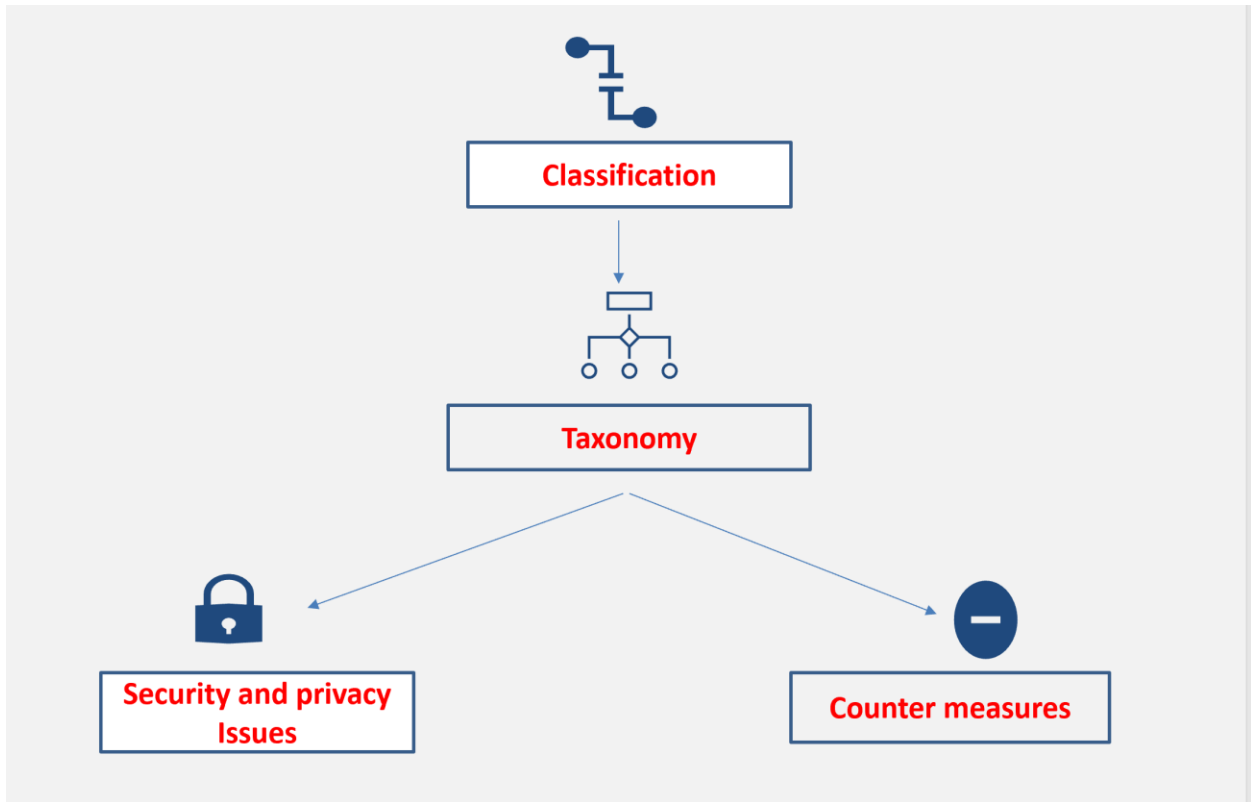 Classification
Taxonomy
Security and privacy
Issues
Counter measures